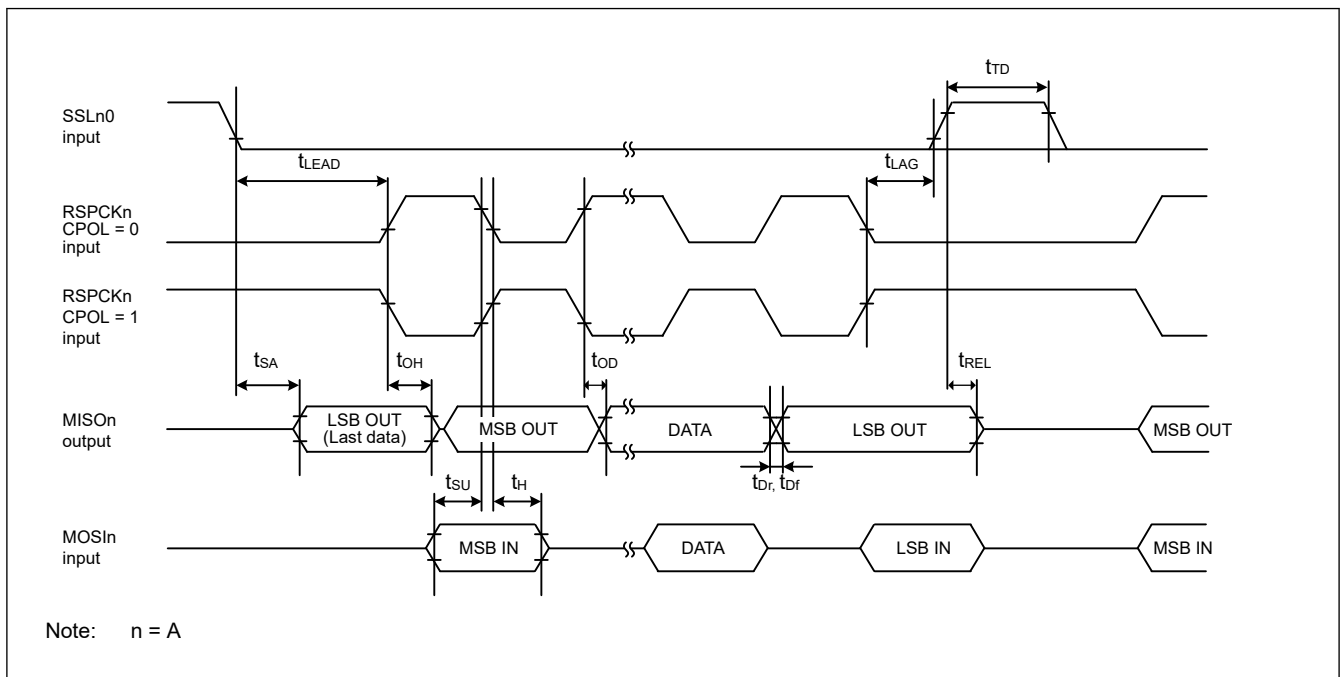 tTD
SSLn0
input
tLEAD
tLAG
RSPCKn
CPOL = 0
input
RSPCKn
CPOL = 1
input
tSA
tOH
tOD
tREL
MISOn
output
LSB OUT
(Last data)
MSB OUT
DATA
LSB OUT
MSB OUT
tSU
tH
tDr, tDf
MOSIn
input
MSB IN
DATA
LSB IN
MSB IN
Note: n = A